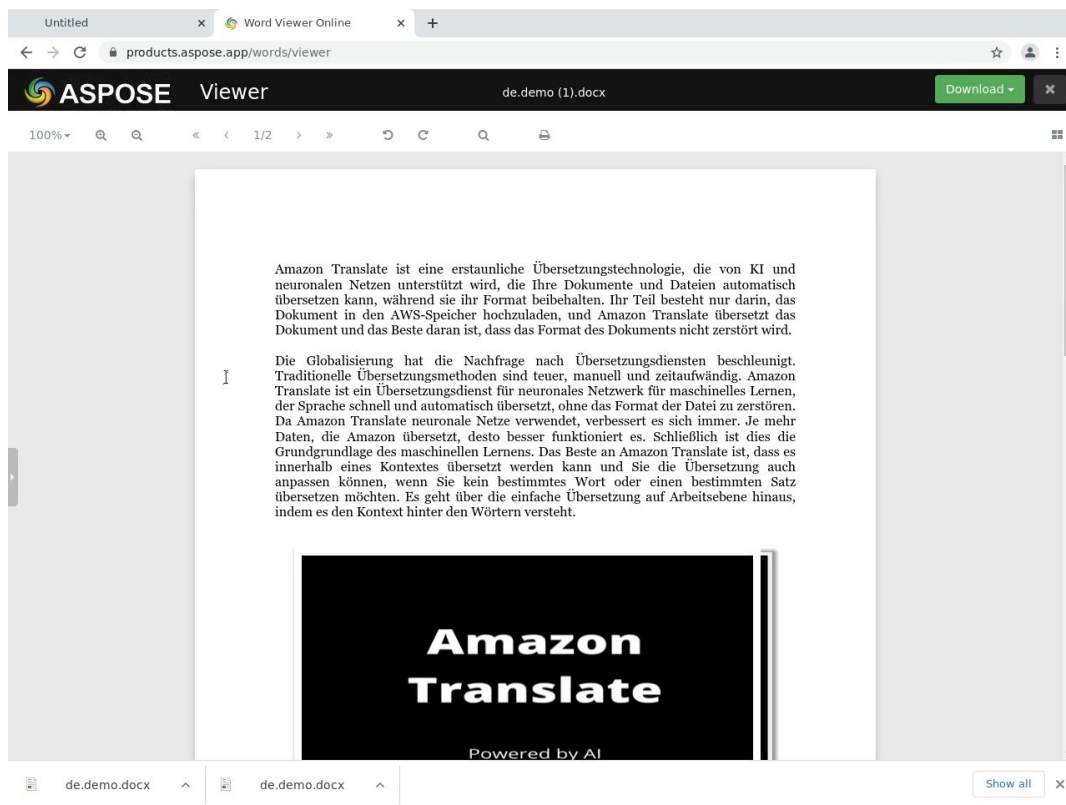 Untitled
Word Viewer Online
products.aspose.app/words/viewer
ASPOSE Viewer
de.demo (1).docx
Download
100%
1/2
Amazon Translate ist eine erstaunliche Übersetzungstechnologie, die von KI und
neuronalen Netzen unterstützt wird, die Ihre Dokumente und Dateien automatisch
übersetzen kann, während sie ihr Format beibehalten. Ihr Teil besteht nur darin, das
Dokument in den AWS-Speicher hochzuladen, und Amazon Translate übersetzt das
Dokument und das Beste daran ist, dass das Format des Dokuments nicht zerstört wird.
Die Globalisierung hat die Nachfrage nach Übersetzungsdiensten beschleunigt.
Traditionelle Übersetzungsmethoden sind teuer, manuell und zeitaufwändig. Amazon
Translate ist ein Übersetzungsdienst für neuronales Netzwerk für maschinelles Lernen,
der Sprache schnell und automatisch übersetzt, ohne das Format der Datei zu zerstören.
Da Amazon Translate neuronale Netze verwendet, verbessert es sich immer. Je mehr
Daten, die Amazon übersetzt, desto besser funktioniert es. Schließlich ist dies die
Grundgrundlage des maschinellen Lernens. Das Beste an Amazon Translate ist, dass es
innerhalb eines Kontextes übersetzt werden kann und Sie die Übersetzung auch
anpassen können, wenn Sie kein bestimmtes Wort oder einen bestimmten Satz
übersetzen möchten. Es geht über die einfache Übersetzung auf Arbeitsebene hinaus,
indem es den Kontext hinter den Wörtern versteht.
Amazon
Translate
Powered by AI
de.demo.docx
de.demo.docx
Show all